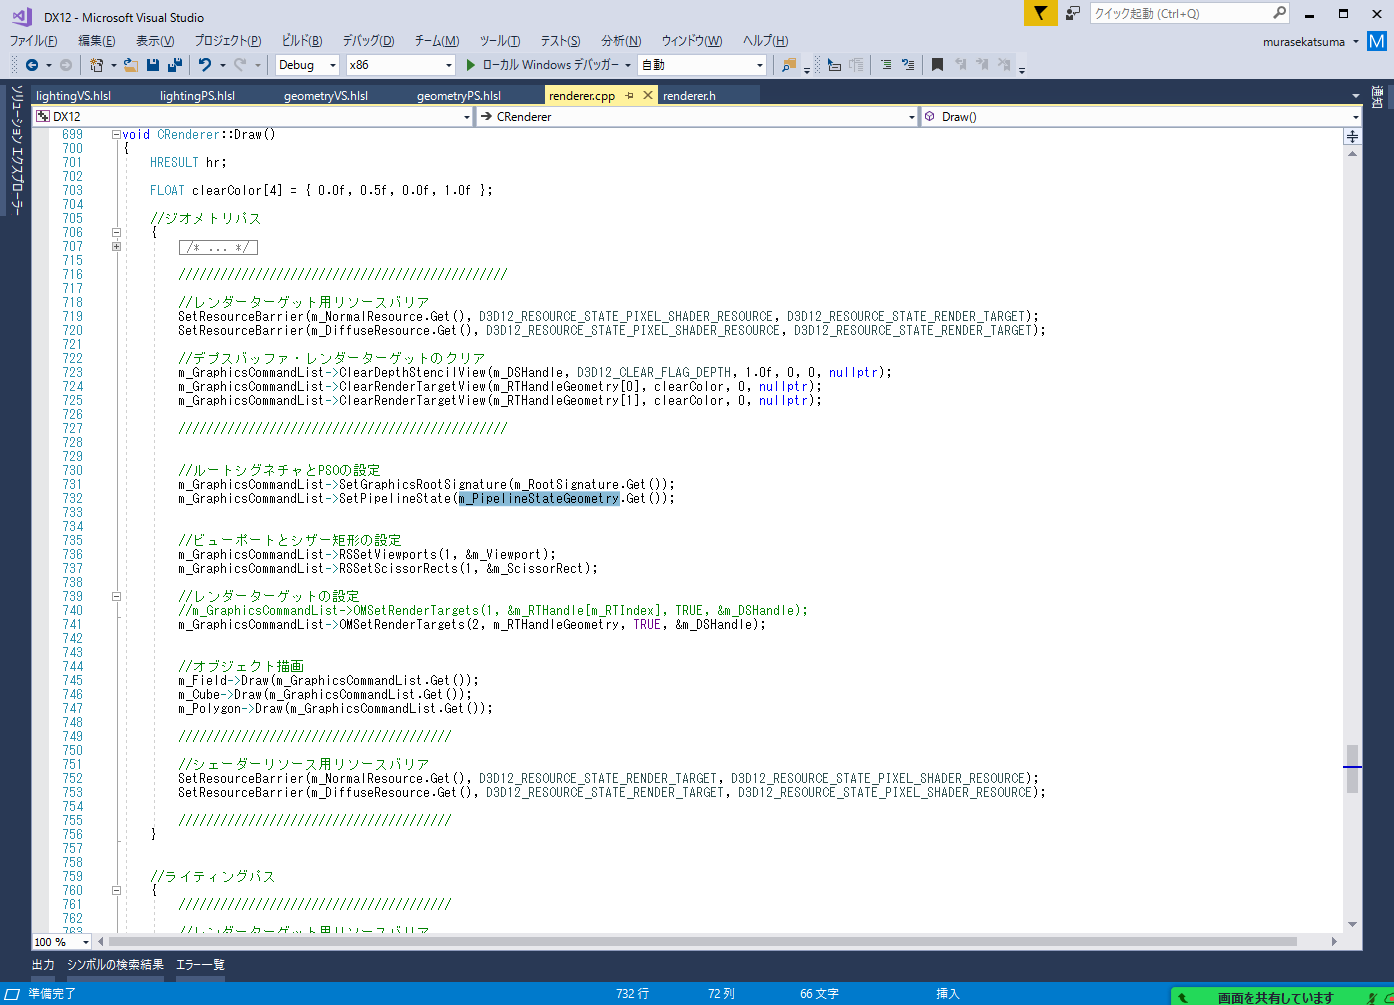 DX12 - Microsoft Visual Studio
クイック起動 (Ctrl+Q)
ファイル(F) 編集(E) 表示(V) プロジェクト(P) ビルド(B) デバッグ(D) チーム(M) ツール(T) テスト(S) 分析(N) ウィンドウ(W) ヘルプ(H)
murasekatsuma M
Debug x86 ローカル Windows デバッガー 自動
ソリューション エクスプローラー
通知
lightingVS.hlsl lightingPS.hlsl geometryVS.hlsl geometryPS.hlsl renderer.cpp renderer.h
DX12 CRenderer Draw()
699 void CRenderer::Draw()
700 {
701 HRESULT hr;
702
703 FLOAT clearColor[4] = { 0.0f, 0.5f, 0.0f, 1.0f };
704
705 //ジオメトリパス
706 {
707 /* ... */
715
716 ///////////////////////////////////////////////
717
718 //レンダーターゲット用リソースバリア
719 SetResourceBarrier(m_NormalResource.Get(), D3D12_RESOURCE_STATE_PIXEL_SHADER_RESOURCE, D3D12_RESOURCE_STATE_RENDER_TARGET);
720 SetResourceBarrier(m_DiffuseResource.Get(), D3D12_RESOURCE_STATE_PIXEL_SHADER_RESOURCE, D3D12_RESOURCE_STATE_RENDER_TARGET);
721
722 //デプスバッファ・レンダーターゲットのクリア
723 m_GraphicsCommandList->ClearDepthStencilView(m_DSHandle, D3D12_CLEAR_FLAG_DEPTH, 1.0f, 0, 0, nullptr);
724 m_GraphicsCommandList->ClearRenderTargetView(m_RTHandleGeometry[0], clearColor, 0, nullptr);
725 m_GraphicsCommandList->ClearRenderTargetView(m_RTHandleGeometry[1], clearColor, 0, nullptr);
726
727 ///////////////////////////////////////////////
728
729
730 //ルートシグネチャとPSOの設定
731 m_GraphicsCommandList->SetGraphicsRootSignature(m_RootSignature.Get());
732 m_GraphicsCommandList->SetPipelineState(m_PipelineStateGeometry.Get());
733
734
735 //ビューポートとシザー矩形の設定
736 m_GraphicsCommandList->RSSetViewports(1, &m_Viewport);
737 m_GraphicsCommandList->RSSetScissorRects(1, &m_ScissorRect);
738
739 //レンダーターゲットの設定
740 //m_GraphicsCommandList->OMSetRenderTargets(1, &m_RTHandle[m_RTIndex], TRUE, &m_DSHandle);
741 m_GraphicsCommandList->OMSetRenderTargets(2, m_RTHandleGeometry, TRUE, &m_DSHandle);
742
743
744 //オブジェクト描画
745 m_Field->Draw(m_GraphicsCommandList.Get());
746 m_Cube->Draw(m_GraphicsCommandList.Get());
747 m_Polygon->Draw(m_GraphicsCommandList.Get());
748
749 ///////////////////////////////////////
750
751 //シェーダーリソース用リソースバリア
752 SetResourceBarrier(m_NormalResource.Get(), D3D12_RESOURCE_STATE_RENDER_TARGET, D3D12_RESOURCE_STATE_PIXEL_SHADER_RESOURCE);
753 SetResourceBarrier(m_DiffuseResource.Get(), D3D12_RESOURCE_STATE_RENDER_TARGET, D3D12_RESOURCE_STATE_PIXEL_SHADER_RESOURCE);
754
755 ///////////////////////////////////////
756 }
757
758
759 //ライティングパス
760 {
761 ///////////////////////////////////////
762
763 //レンダーターゲット用リソースバリア
100 %
出力 シンボルの検索結果 エラー一覧
準備完了 732 行 72 列 66 文字 挿入
画面を共有しています